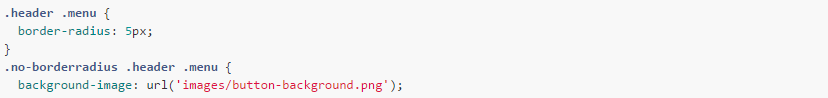 .header .menu {
border-radius: 5px;
}
.no-borderradius .header .menu {
background-image: url('images/button-background.png');